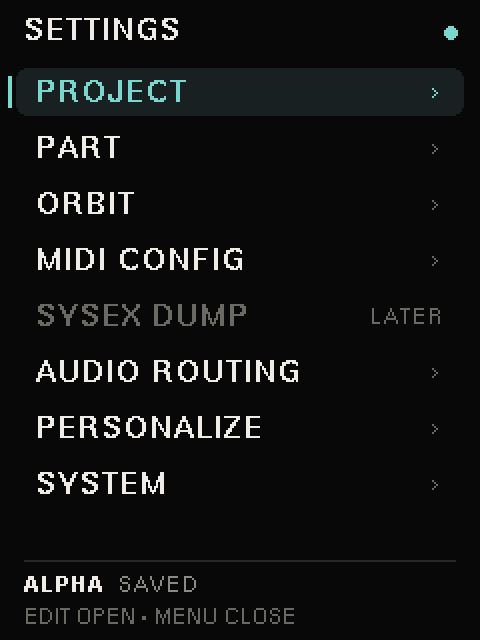 SETTINGS
PROJECT
PART
ORBIT
MIDI CONFIG
SYSEX DUMP LATER
AUDIO ROUTING
PERSONALIZE
SYSTEM
ALPHA SAVED
EDIT OPEN · MENU CLOSE